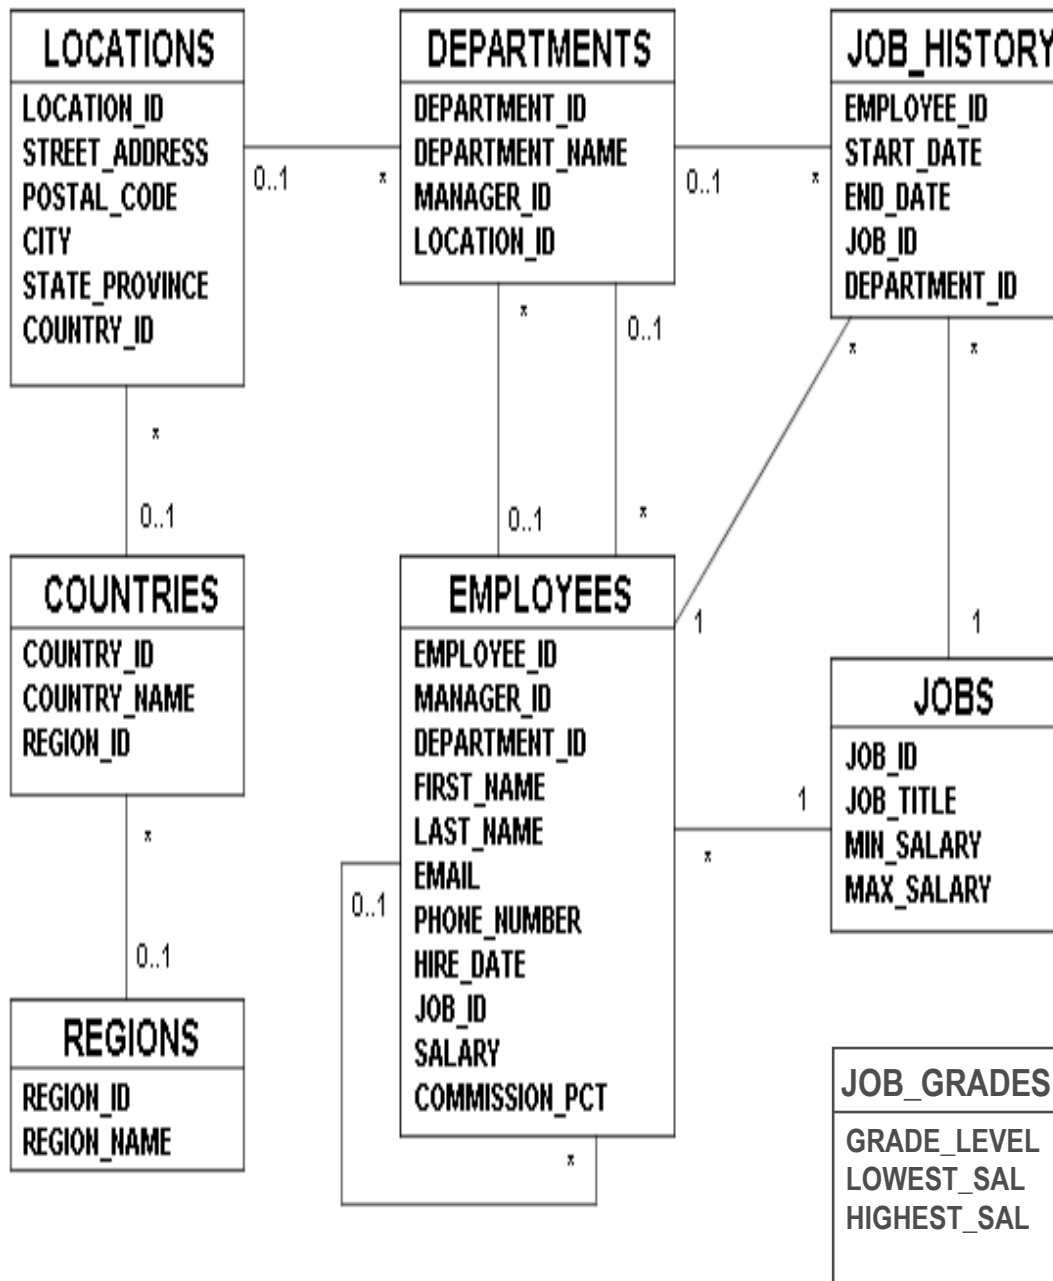 LOCATIONS
LOCATION_ID
STREET_ADDRESS
POSTAL_CODE
CITY
STATE_PROVINCE
COUNTRY_ID
0..1
*
DEPARTMENTS
DEPARTMENT_ID
DEPARTMENT_NAME
MANAGER_ID
LOCATION_ID
0..1
*
JOB_HISTORY
EMPLOYEE_ID
START_DATE
END_DATE
JOB_ID
DEPARTMENT_ID
*
0..1
*
0..1
0..1
*
*
*
1
1
COUNTRIES
COUNTRY_ID
COUNTRY_NAME
REGION_ID
*
0..1
EMPLOYEES
EMPLOYEE_ID
MANAGER_ID
DEPARTMENT_ID
FIRST_NAME
LAST_NAME
EMAIL
PHONE_NUMBER
HIRE_DATE
JOB_ID
SALARY
COMMISSION_PCT
0..1
*
1
*
JOBS
JOB_ID
JOB_TITLE
MIN_SALARY
MAX_SALARY
REGIONS
REGION_ID
REGION_NAME
JOB_GRADES
GRADE_LEVEL
LOWEST_SAL
HIGHEST_SAL